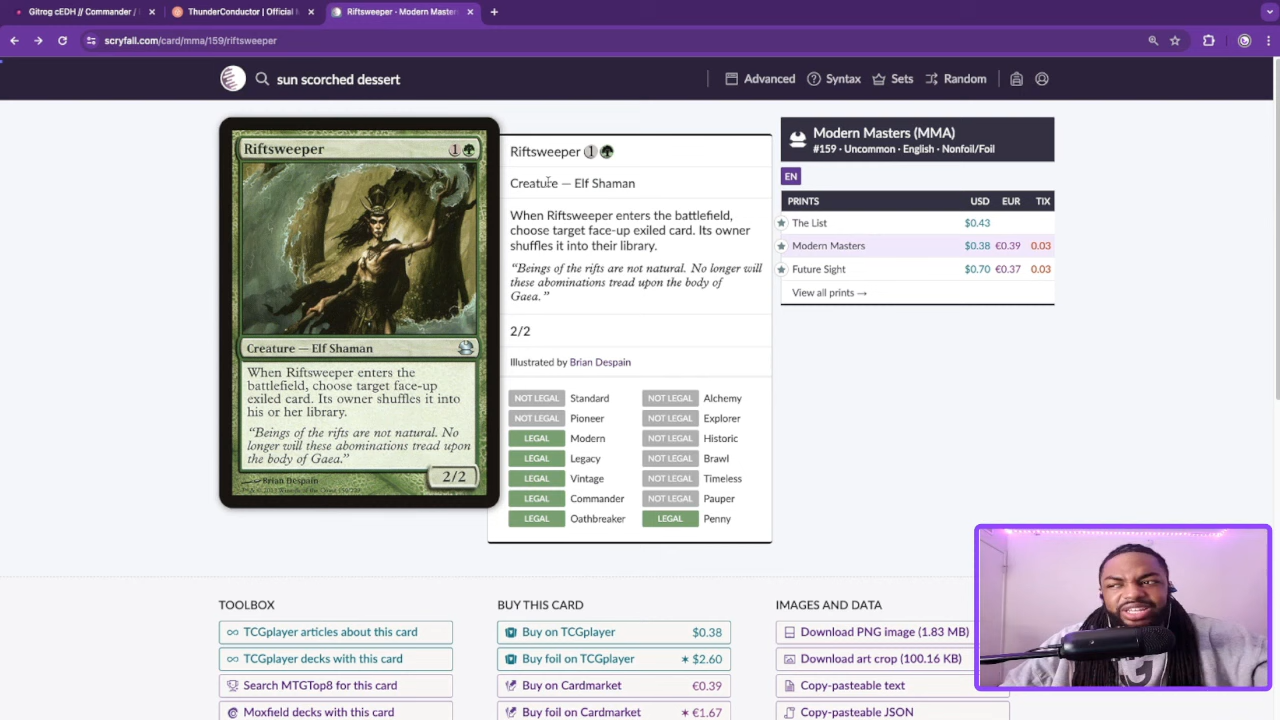 Gitrog cEDH // Commander /
ThunderConductor | Official
Riftsweeper · Modern Masters
scryfall.com/card/mma/159/riftsweeper
sun scorched dessert
Advanced
Syntax
Sets
Random
Riftsweeper 1
Creature — Elf Shaman
When Riftsweeper enters the
battlefield, choose target face-up
exiled card. Its owner shuffles it into
his or her library.
"Beings of the rifts are not natural. No
longer will these abominations tread upon
the body of Gaea."
Brian Despain
2/2
Riftsweeper 1
Creature — Elf Shaman
When Riftsweeper enters the battlefield,
choose target face-up exiled card. Its owner
shuffles it into their library.
"Beings of the rifts are not natural. No longer will
these abominations tread upon the body of
Gaea."
2/2
Illustrated by Brian Despain
NOT LEGAL Standard NOT LEGAL Alchemy
NOT LEGAL Pioneer NOT LEGAL Explorer
LEGAL Modern NOT LEGAL Historic
LEGAL Legacy NOT LEGAL Brawl
LEGAL Vintage NOT LEGAL Timeless
LEGAL Commander NOT LEGAL Pauper
LEGAL Oathbreaker LEGAL Penny
Modern Masters (MMA)
#159 · Uncommon · English · Nonfoil/Foil
EN
PRINTS USD EUR TIX
The List $0.43
Modern Masters $0.38 €0.39 0.03
Future Sight $0.70 €0.37 0.03
View all prints →
TOOLBOX
TCGplayer articles about this card
TCGplayer decks with this card
Search MTGTop8 for this card
Moxfield decks with this card
BUY THIS CARD
Buy on TCGplayer $0.38
Buy foil on TCGplayer ✶ $2.60
Buy on Cardmarket €0.39
Buy foil on Cardmarket ✶ €1.67
IMAGES AND DATA
Download PNG image (1.83 MB)
Download art crop (100.16 KB)
Copy-pasteable text
Copy-pasteable JSON